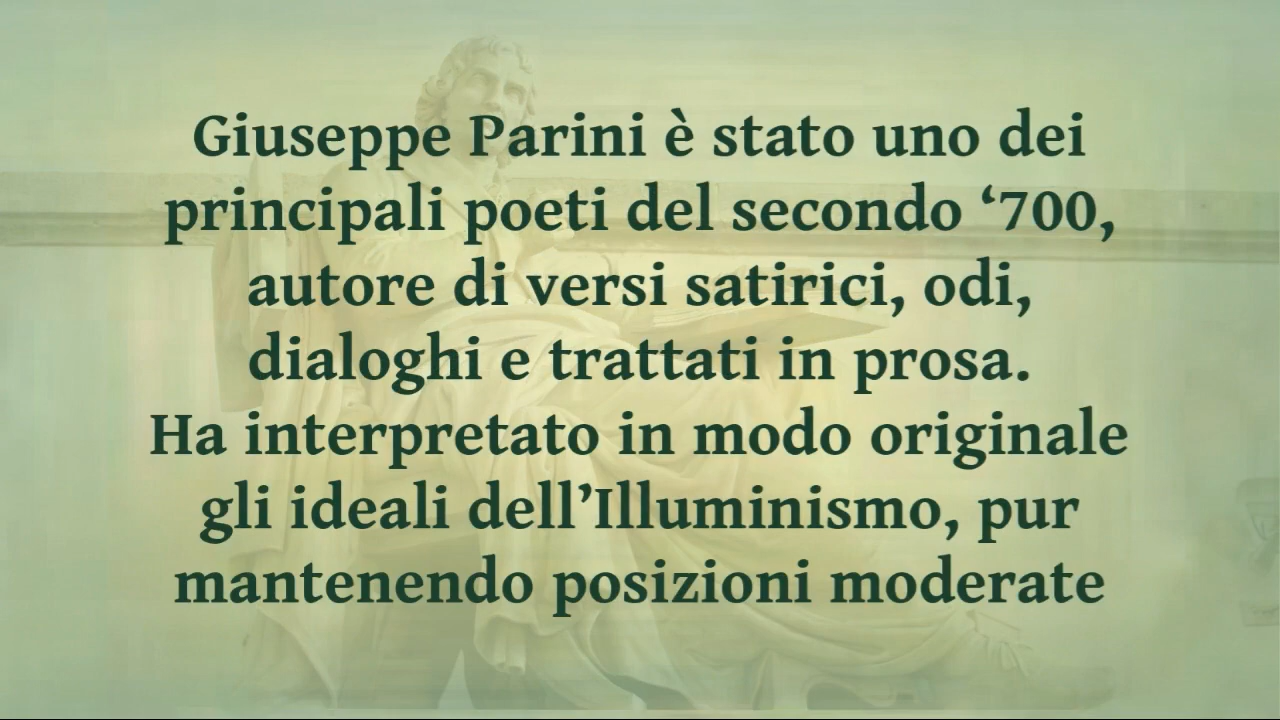 Giuseppe Parini è stato uno dei
principali poeti del secondo ‘700,
autore di versi satirici, odi,
dialoghi e trattati in prosa.
Ha interpretato in modo originale
gli ideali dell’Illuminismo, pur
mantenendo posizioni moderate